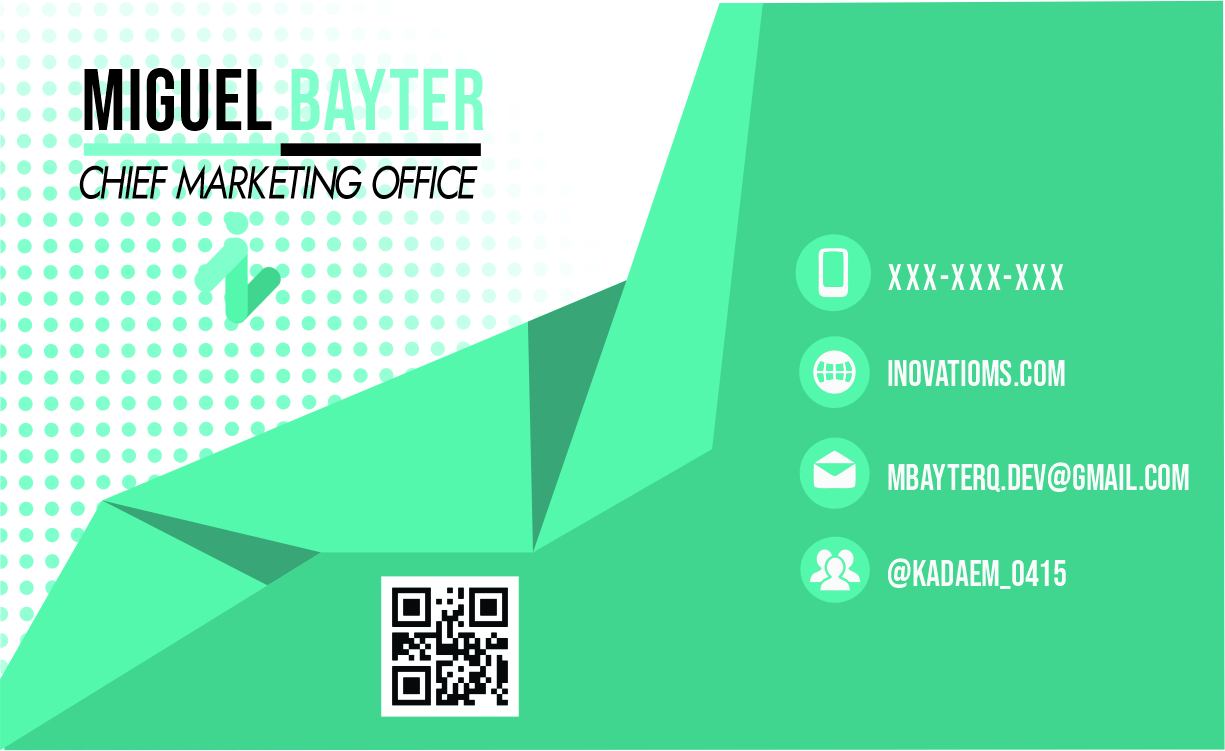 MIGUEL BAYTER
CHIEF MARKETING OFFICE
XXX-XXX-XXX
INOVATIOMS.COM
MBAYTERQ.DEV@GMAIL.COM
@KADAEM_0415